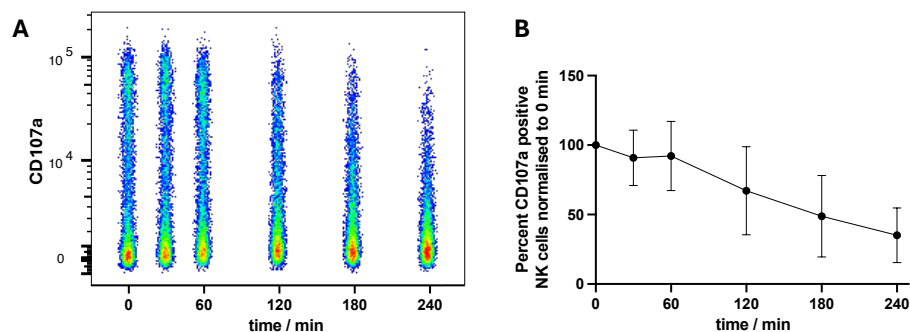 A
CD107a
10^5
10^4
0
0 60 120 180 240
time / min
B
Percent CD107a positive
NK cells normalised to 0 min
150
100
50
0
0 60 120 180 240
time / min